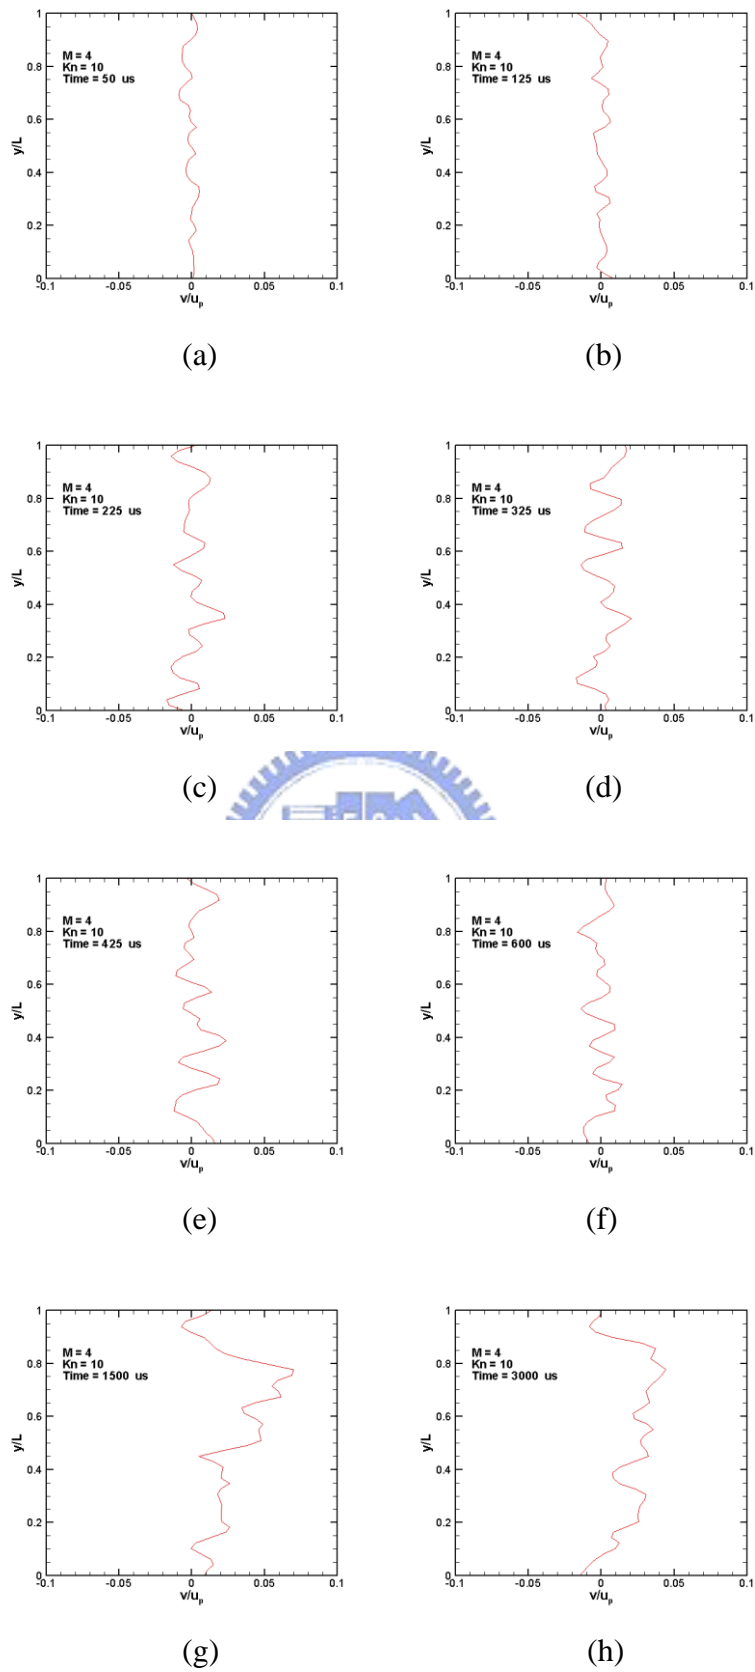 1
0.8
0.6
0.4
0.2
0
y/L
M = 4
Kn = 10
Time = 50 us
-0.1 -0.05 0 0.05 0.1
v/uₚ
(a)
1
0.8
0.6
0.4
0.2
0
y/L
M = 4
Kn = 10
Time = 125 us
-0.1 -0.05 0 0.05 0.1
v/uₚ
(b)
1
0.8
0.6
0.4
0.2
0
y/L
M = 4
Kn = 10
Time = 225 us
-0.1 -0.05 0 0.05 0.1
v/uₚ
(c)
1
0.8
0.6
0.4
0.2
0
y/L
M = 4
Kn = 10
Time = 325 us
-0.1 -0.05 0 0.05 0.1
v/uₚ
(d)
1
0.8
0.6
0.4
0.2
0
y/L
M = 4
Kn = 10
Time = 425 us
-0.1 -0.05 0 0.05 0.1
v/uₚ
(e)
1
0.8
0.6
0.4
0.2
0
y/L
M = 4
Kn = 10
Time = 600 us
-0.1 -0.05 0 0.05 0.1
v/uₚ
(f)
1
0.8
0.6
0.4
0.2
0
y/L
M = 4
Kn = 10
Time = 1500 us
-0.1 -0.05 0 0.05 0.1
v/uₚ
(g)
1
0.8
0.6
0.4
0.2
0
y/L
M = 4
Kn = 10
Time = 3000 us
-0.1 -0.05 0 0.05 0.1
v/uₚ
(h)